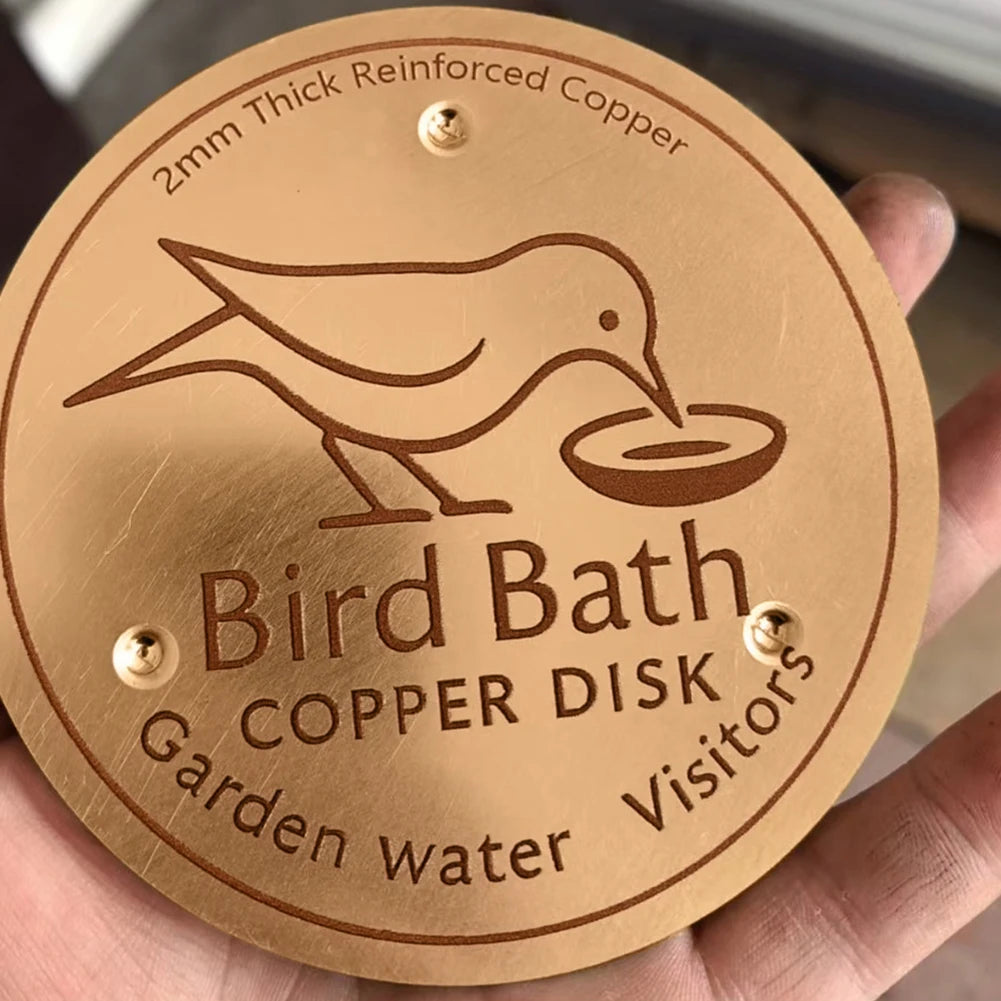 2mm Thick Reinforced Copper
Bird Bath
COPPER DISK
Garden Water Visitors